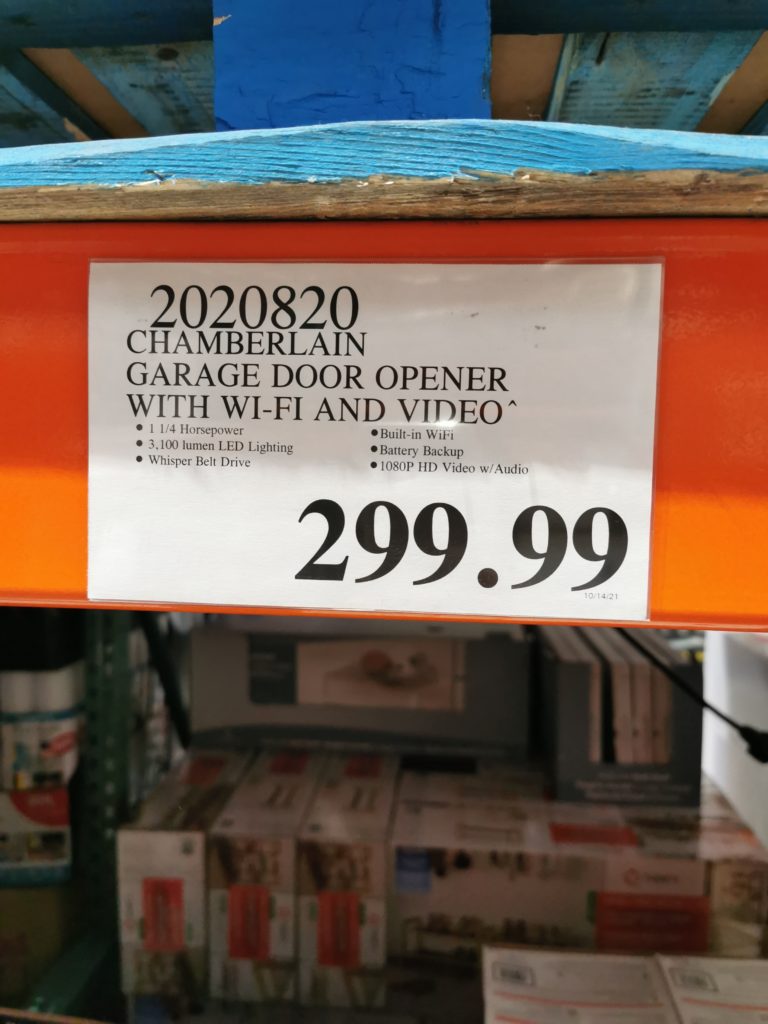 2020820
CHAMBERLAIN
GARAGE DOOR OPENER
WITH WI-FI AND VIDEO^
• 1 1/4 Horsepower
• 3,100 lumen LED Lighting
• Whisper Belt Drive
• Built-in WiFi
• Battery Backup
• 1080P HD Video w/Audio
299.99
10/14/21